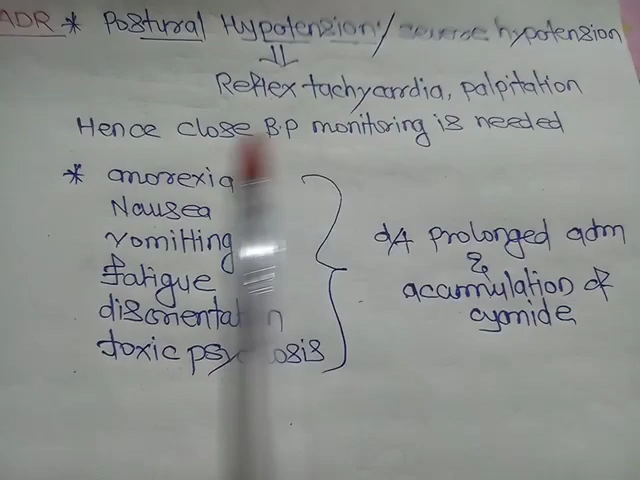 ADR * Postural Hypotension/ severe hypotension
⇓
Reflex tachycardia, palpitation
Hence close B.P monitoring is needed
* anorexia
Nausea
vomitting
fatigue
disorientation
toxic psychosis
d/t prolonged adm
&
accumulation of
cyanide